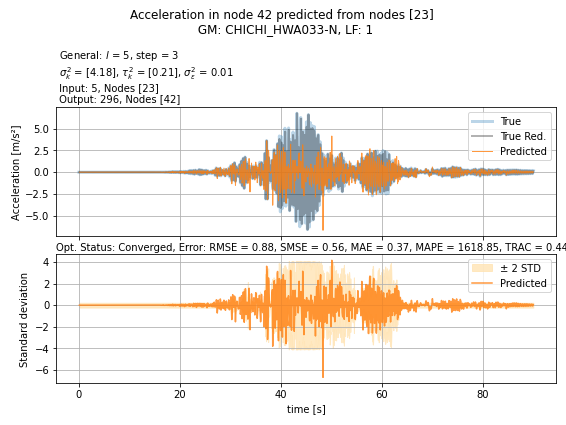 Acceleration in node 42 predicted from nodes [23]
GM: CHICHI_HWA033-N, LF: 1
General: l = 5, step = 3
σ²ₖ = [4.18], τ²ₖ = [0.21], σ²ε = 0.01
Input: 5, Nodes [23]
Output: 296, Nodes [42]
Acceleration [m/s²]
5.0
2.5
0.0
−2.5
−5.0
True
True Red.
Predicted
Opt. Status: Converged, Error: RMSE = 0.88, SMSE = 0.56, MAE = 0.37, MAPE = 1618.85, TRAC = 0.44
Standard deviation
4
2
0
−2
−4
−6
± 2 STD
Predicted
0 20 40 60 80
time [s]